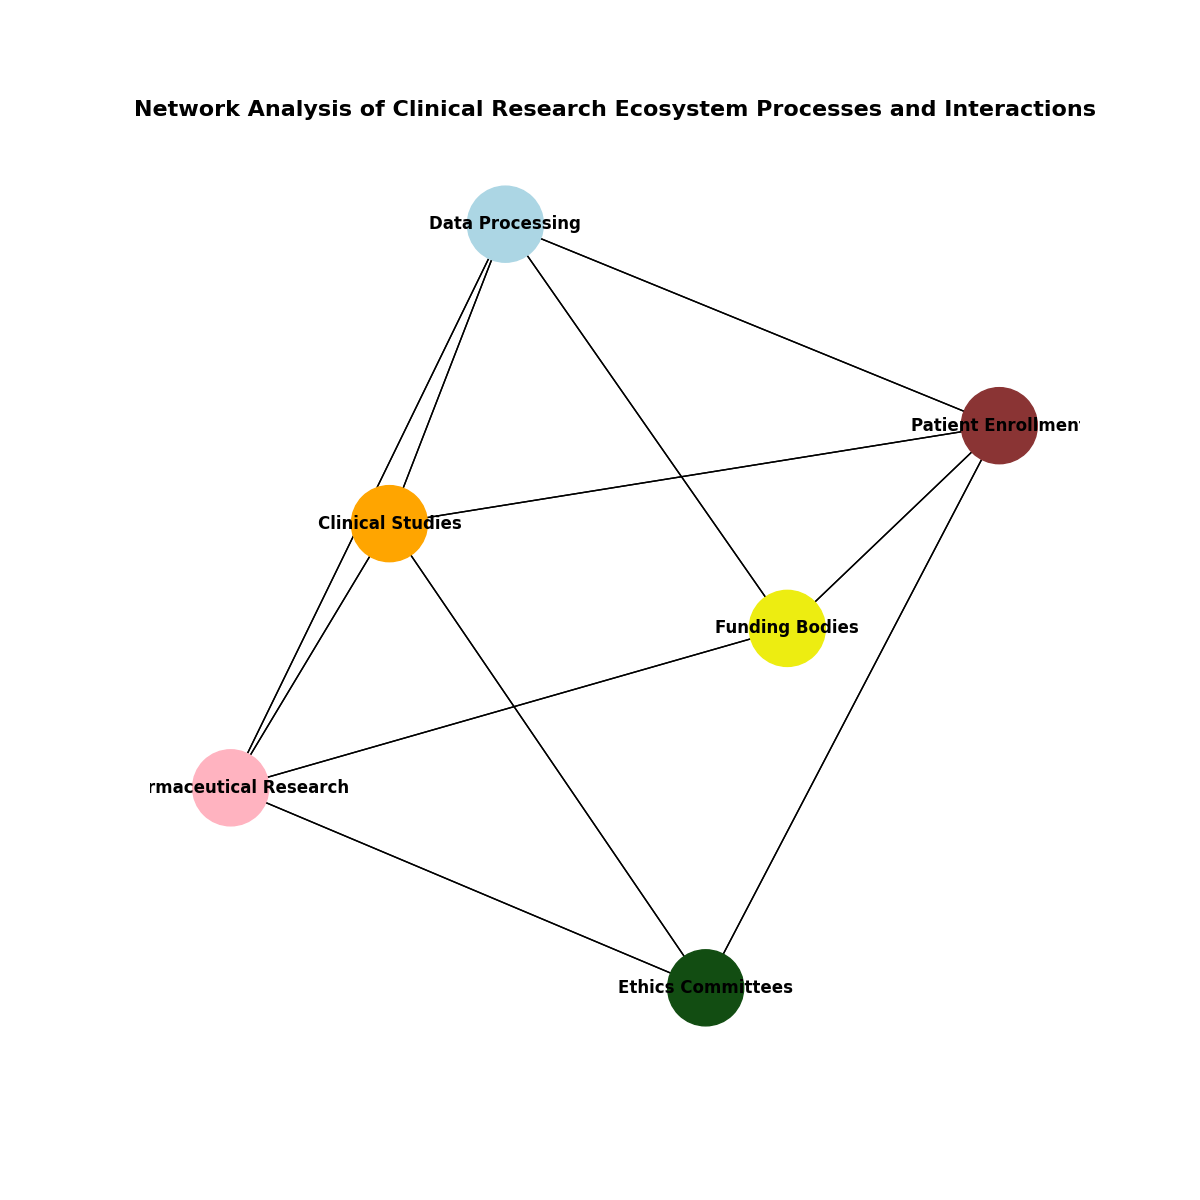 Network Analysis of Clinical Research Ecosystem Processes and Interactions
Data Processing
Patient Enrollmen
Clinical Studies
Funding Bodies
rmaceutical Research
Ethics Committees